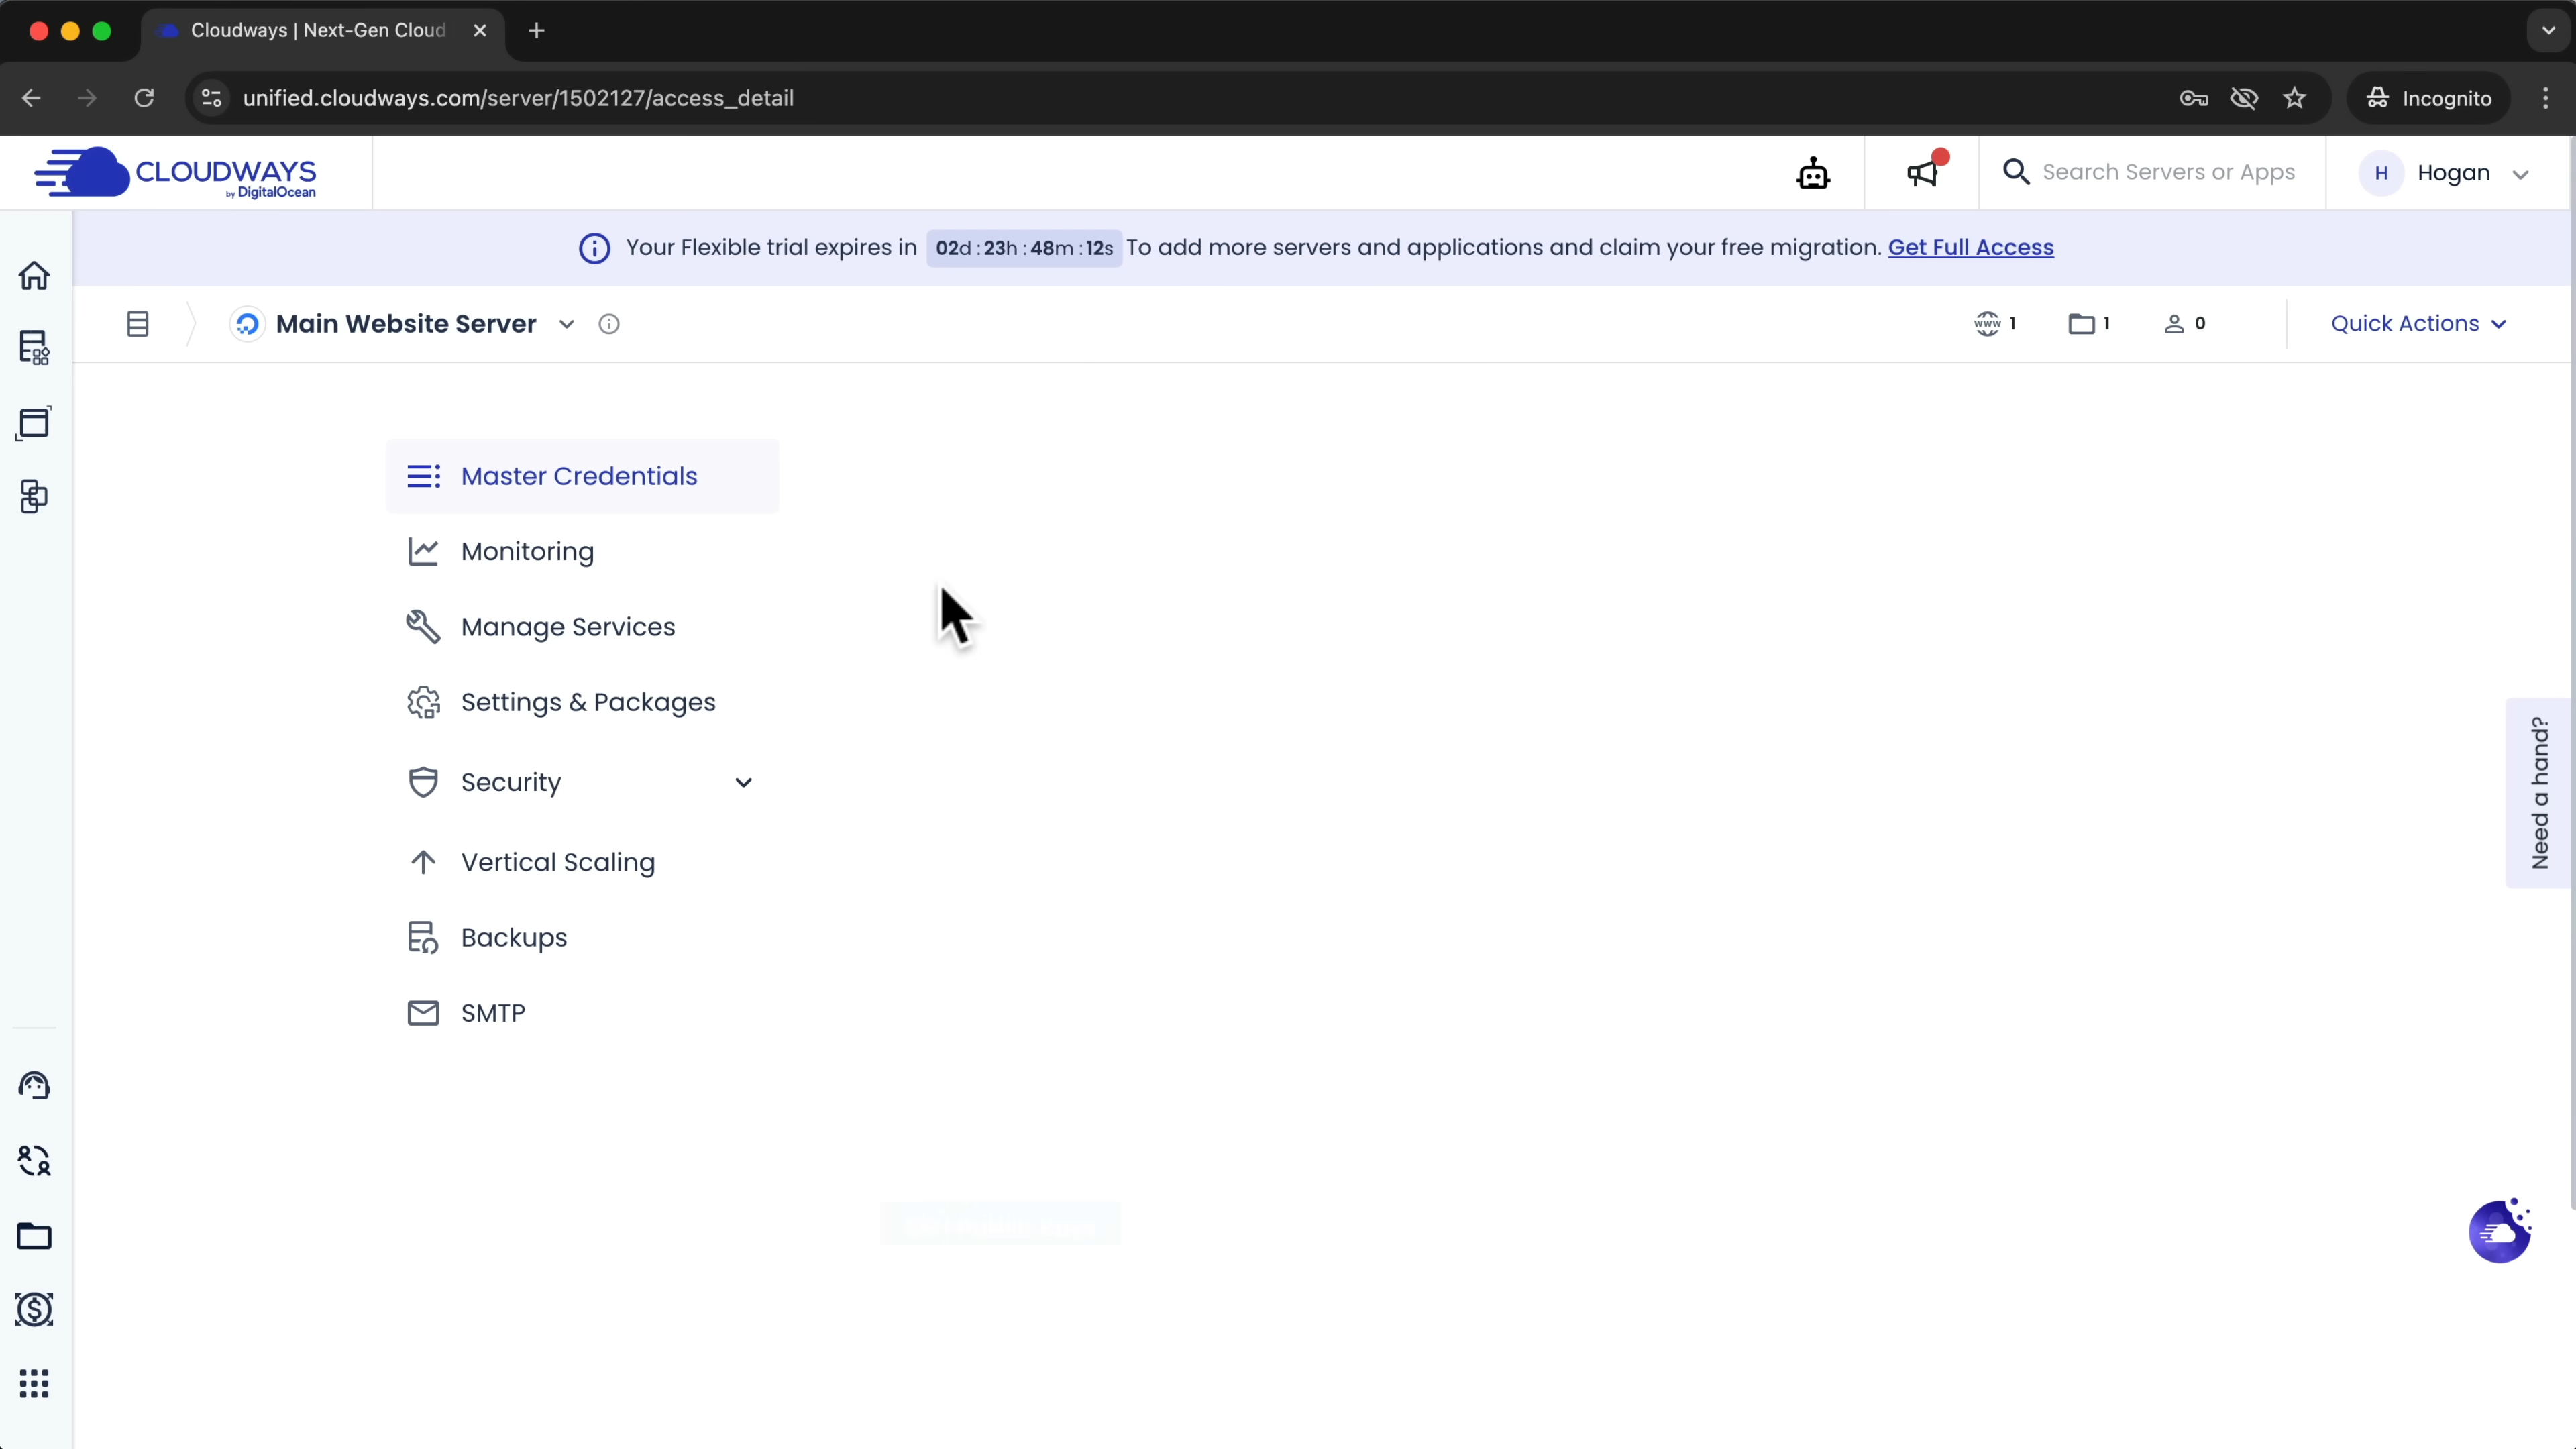 Cloudways | Next-Gen Cloud
unified.cloudways.com/server/1502127/access_detail
Incognito
CLOUDWAYS
by DigitalOcean
Search Servers or Apps
H
Hogan
Your Flexible trial expires in 02d : 23h : 48m : 12s To add more servers and applications and claim your free migration. Get Full Access
Main Website Server
www 1
1
0
Quick Actions
Master Credentials
Monitoring
Manage Services
Settings & Packages
Security
Vertical Scaling
Backups
SMTP
Need a hand?